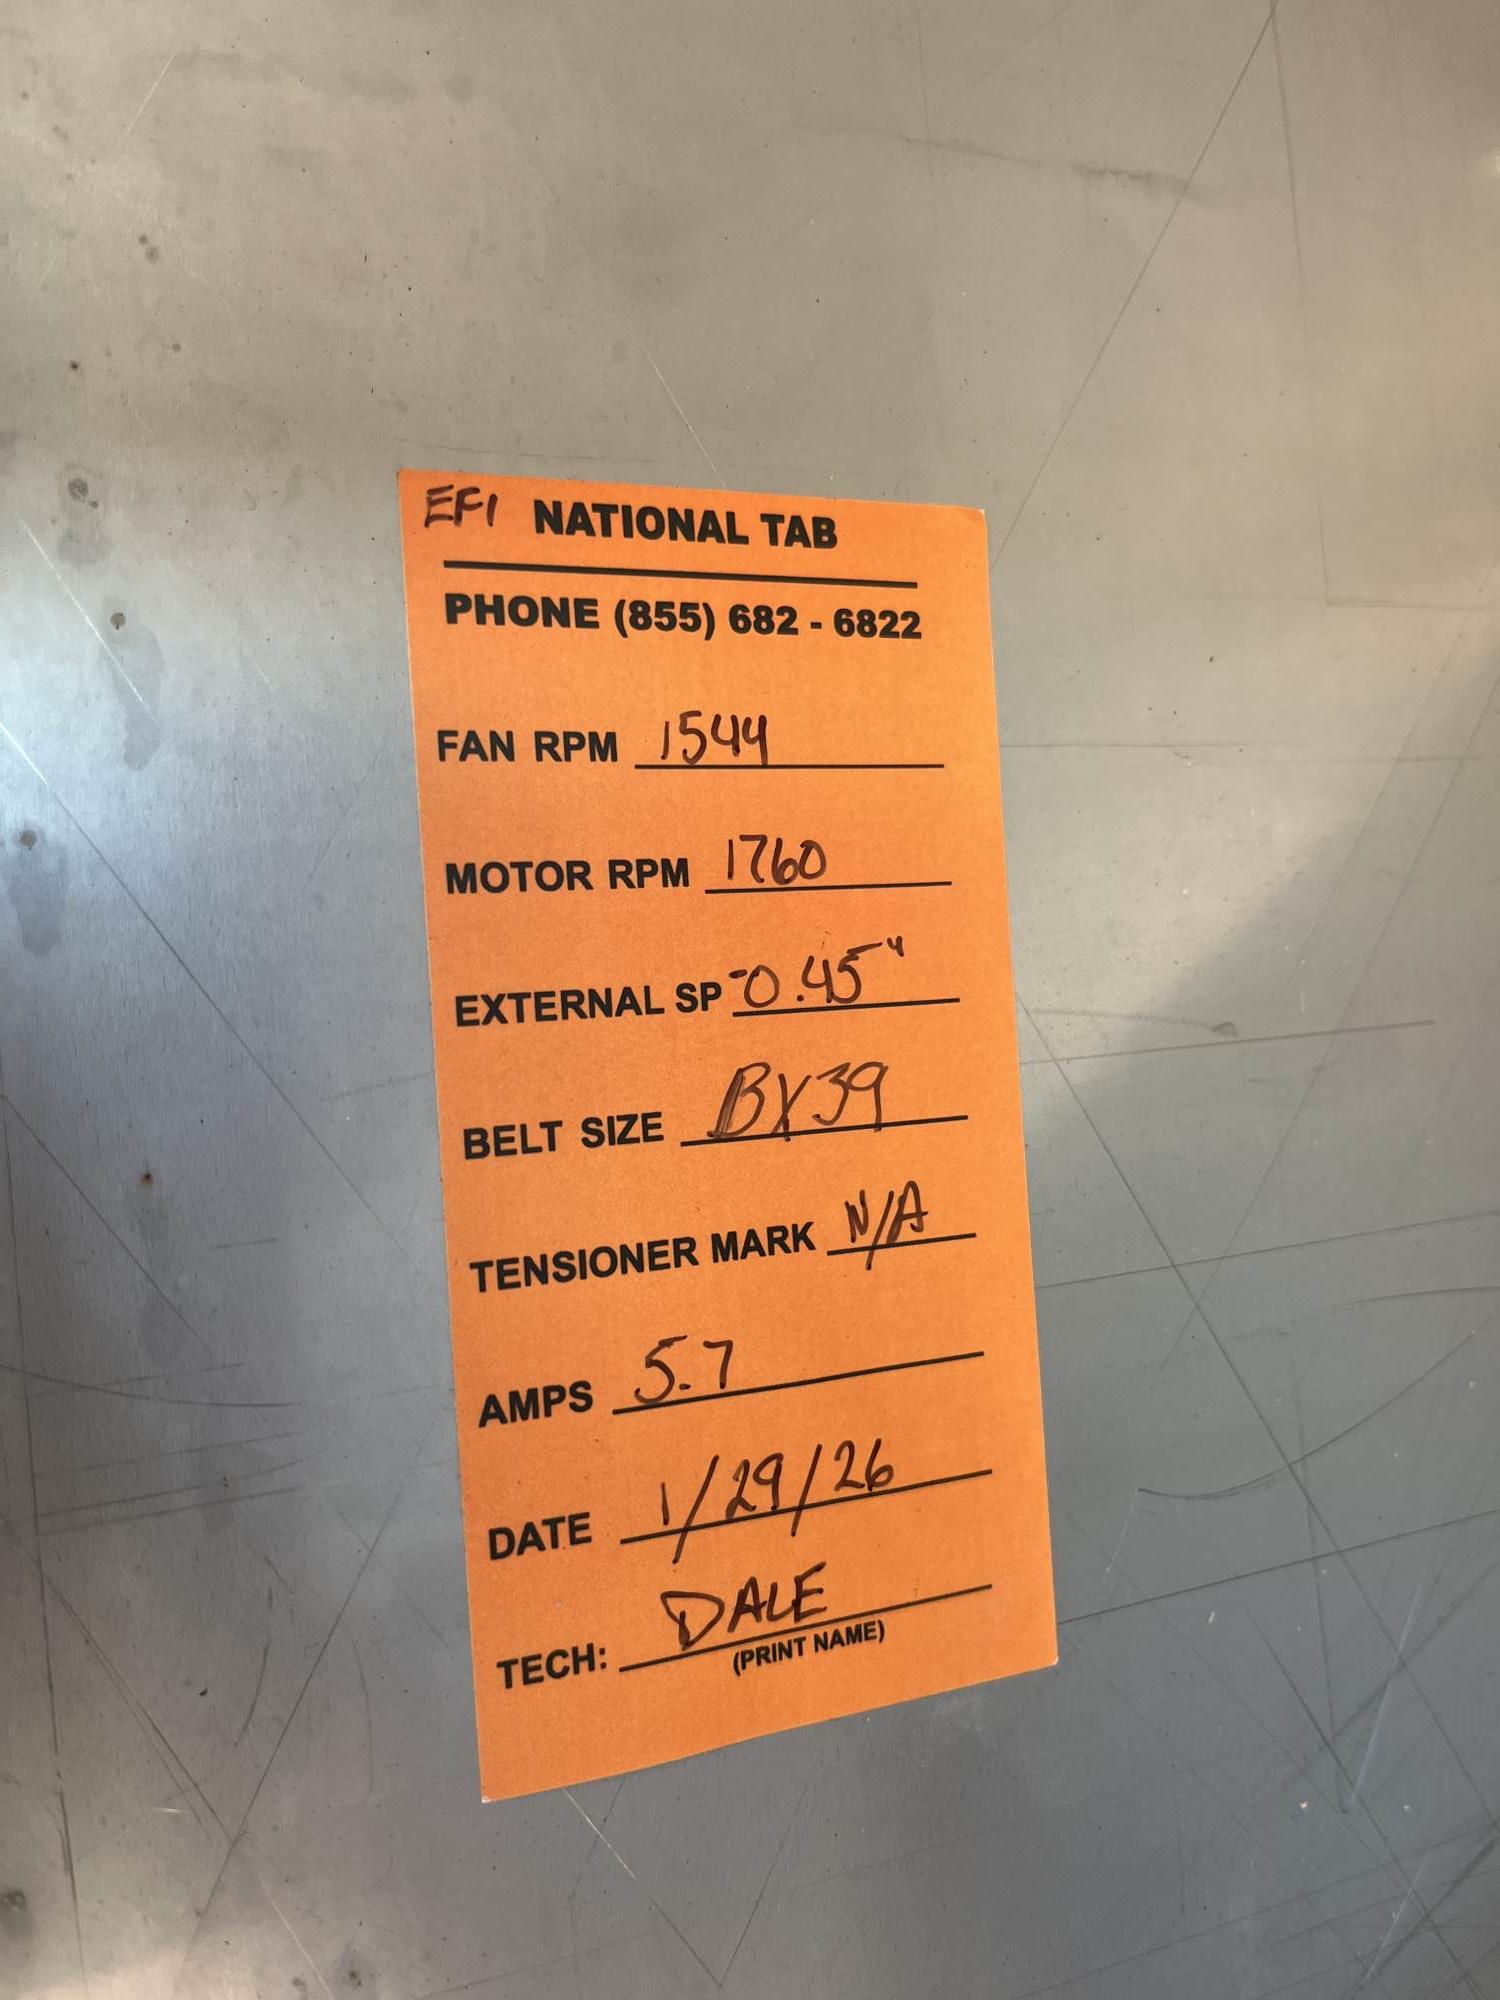 EF1 NATIONAL TAB
PHONE (855) 682 - 6822
FAN RPM 1544
MOTOR RPM 1760
EXTERNAL SP -0.45"
BELT SIZE BX39
TENSIONER MARK N/A
AMPS 5.7
DATE 1/29/26
TECH: DALE
(PRINT NAME)